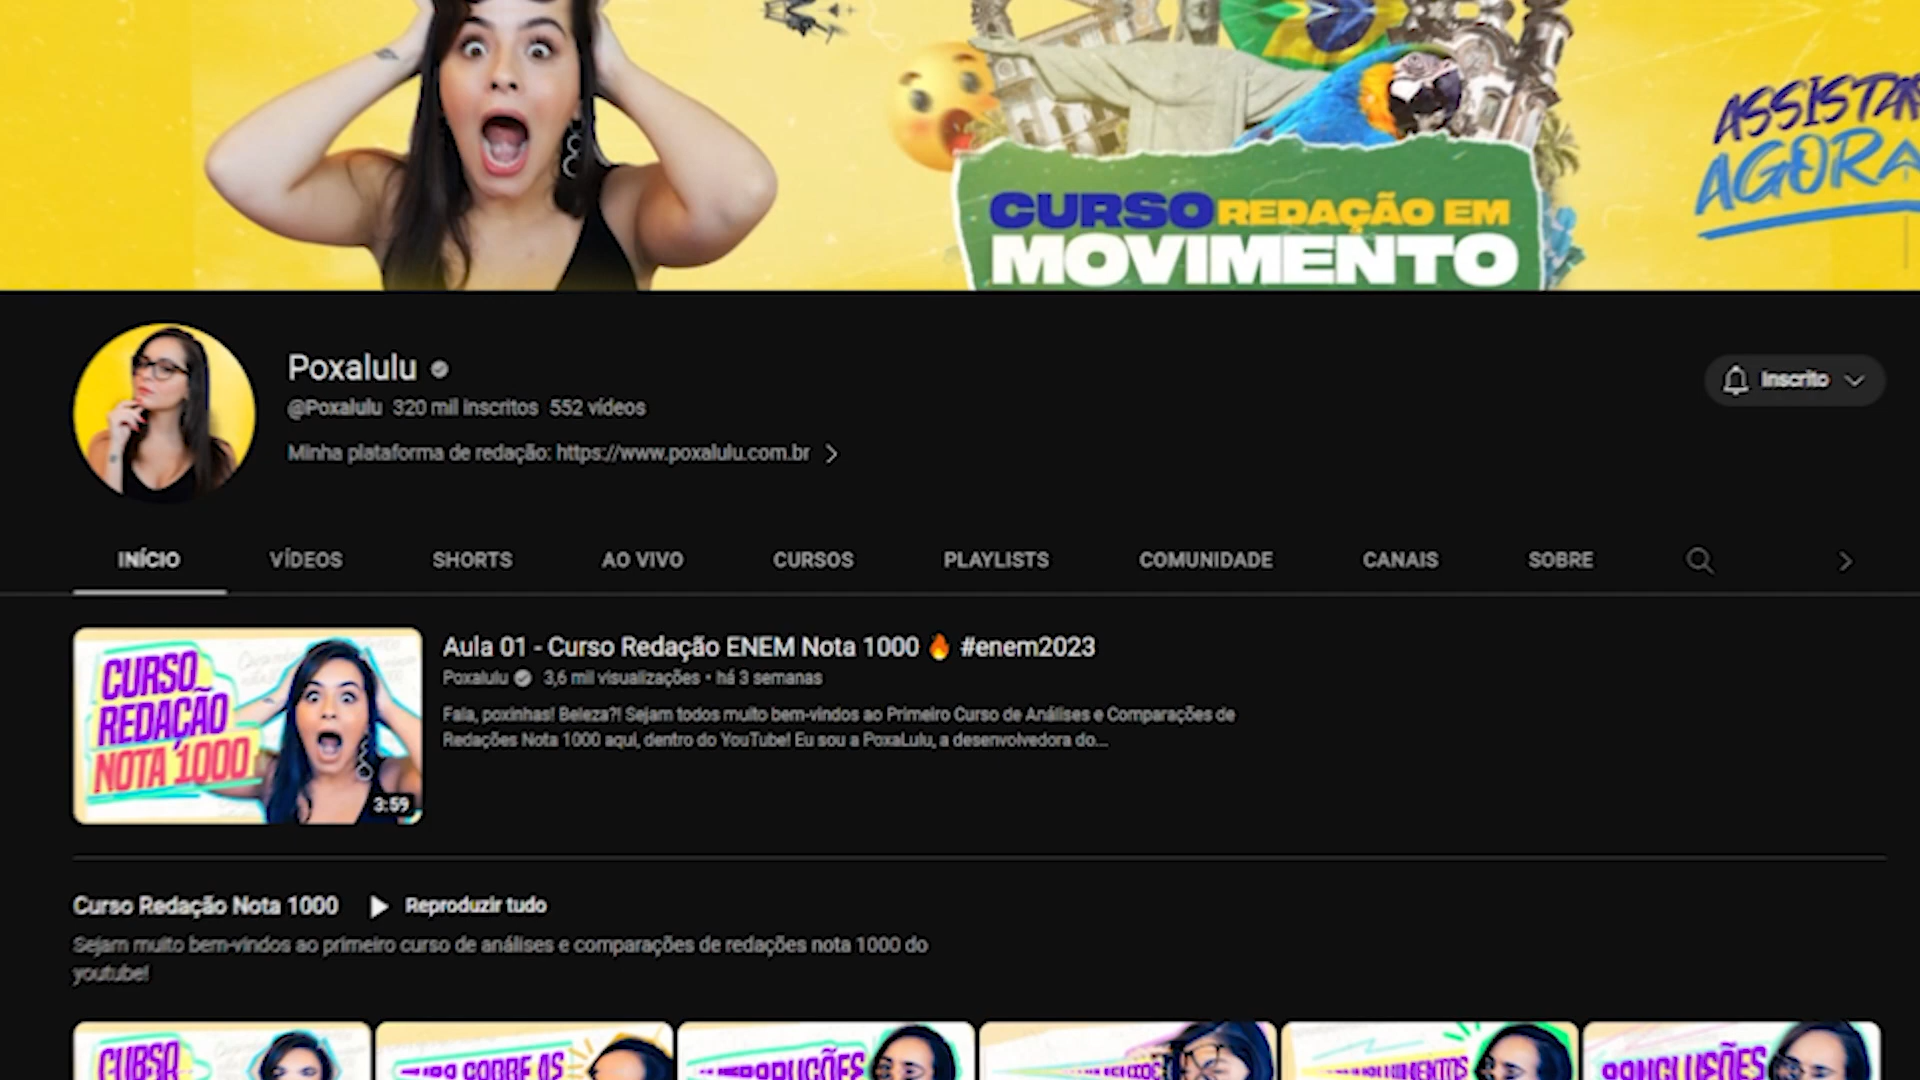 ASSISTA
AGORA
CURSO REDAÇÃO EM
MOVIMENTO
Poxalulu
@Poxalulu 320 mil inscritos 552 vídeos
Minha plataforma de redação: https://www.poxalulu.com.br
Inscrito
INÍCIO VÍDEOS SHORTS AO VIVO CURSOS PLAYLISTS COMUNIDADE CANAIS SOBRE
CURSO
REDAÇÃO
NOTA 1000
3:59
Aula 01 - Curso Redação ENEM Nota 1000 🔥 #enem2023
Poxalulu 3,6 mil visualizações • há 3 semanas
Fala, poxinhas! Beleza?! Sejam todos muito bem-vindos ao Primeiro Curso de Análises e Comparações de
Redações Nota 1000 aqui, dentro do YouTube! Eu sou a PoxaLulu, a desenvolvedora do...
Curso Redação Nota 1000 Reproduzir tudo
Sejam muito bem-vindos ao primeiro curso de análises e comparações de redações nota 1000 do
youtube!
CURSO
SOBRE AS